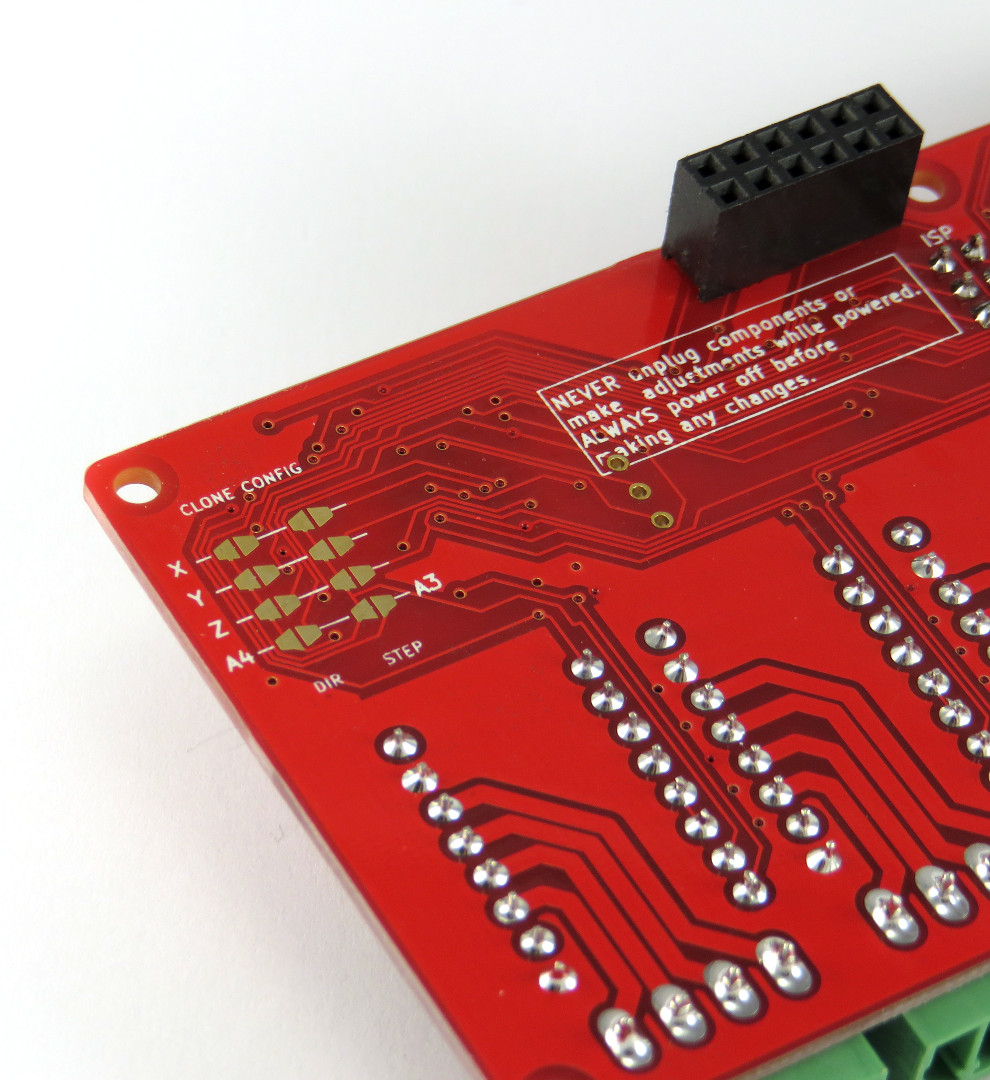 ISP
NEVER unplug components or
make adjustments while powered.
ALWAYS power off before
making any changes.
CLONE CONFIG
X
Y
Z
A4
A3
DIR
STEP